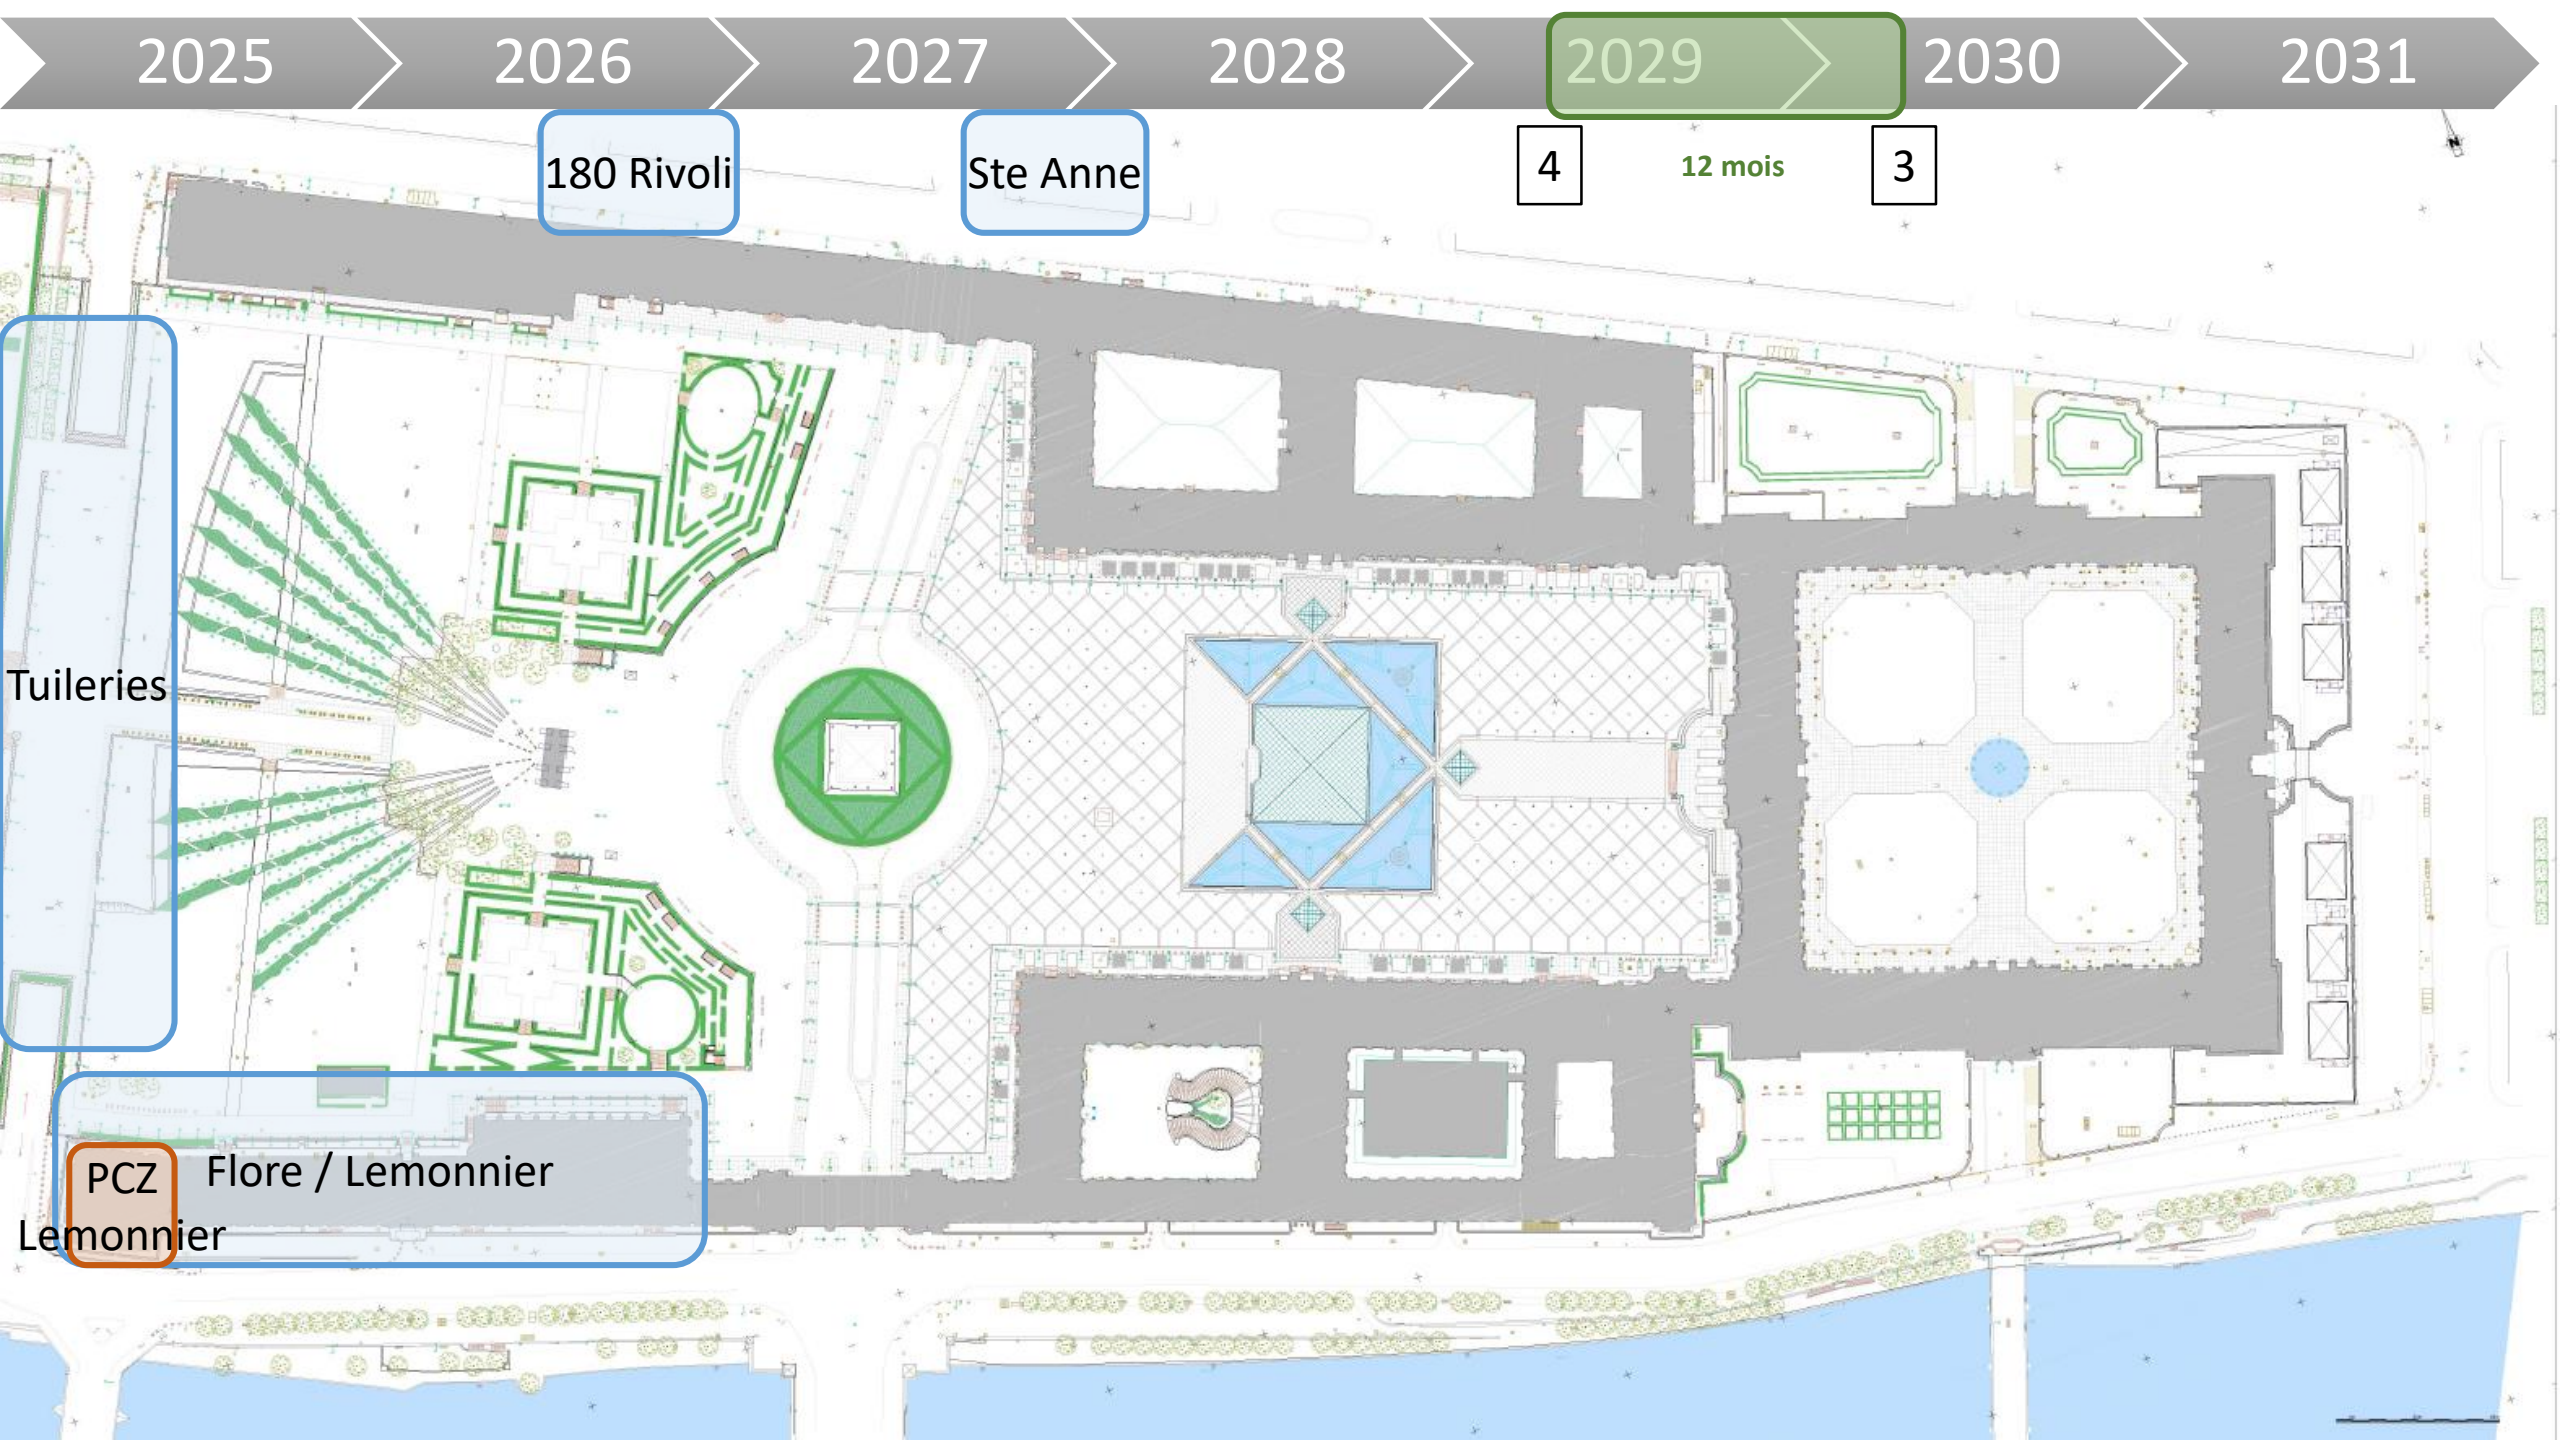 2025
2026
2027
2028
2029
2030
2031
180 Rivoli
Ste Anne
4
12 mois
3
Tuileries
PCZ
Lemonnier
Flore / Lemonnier